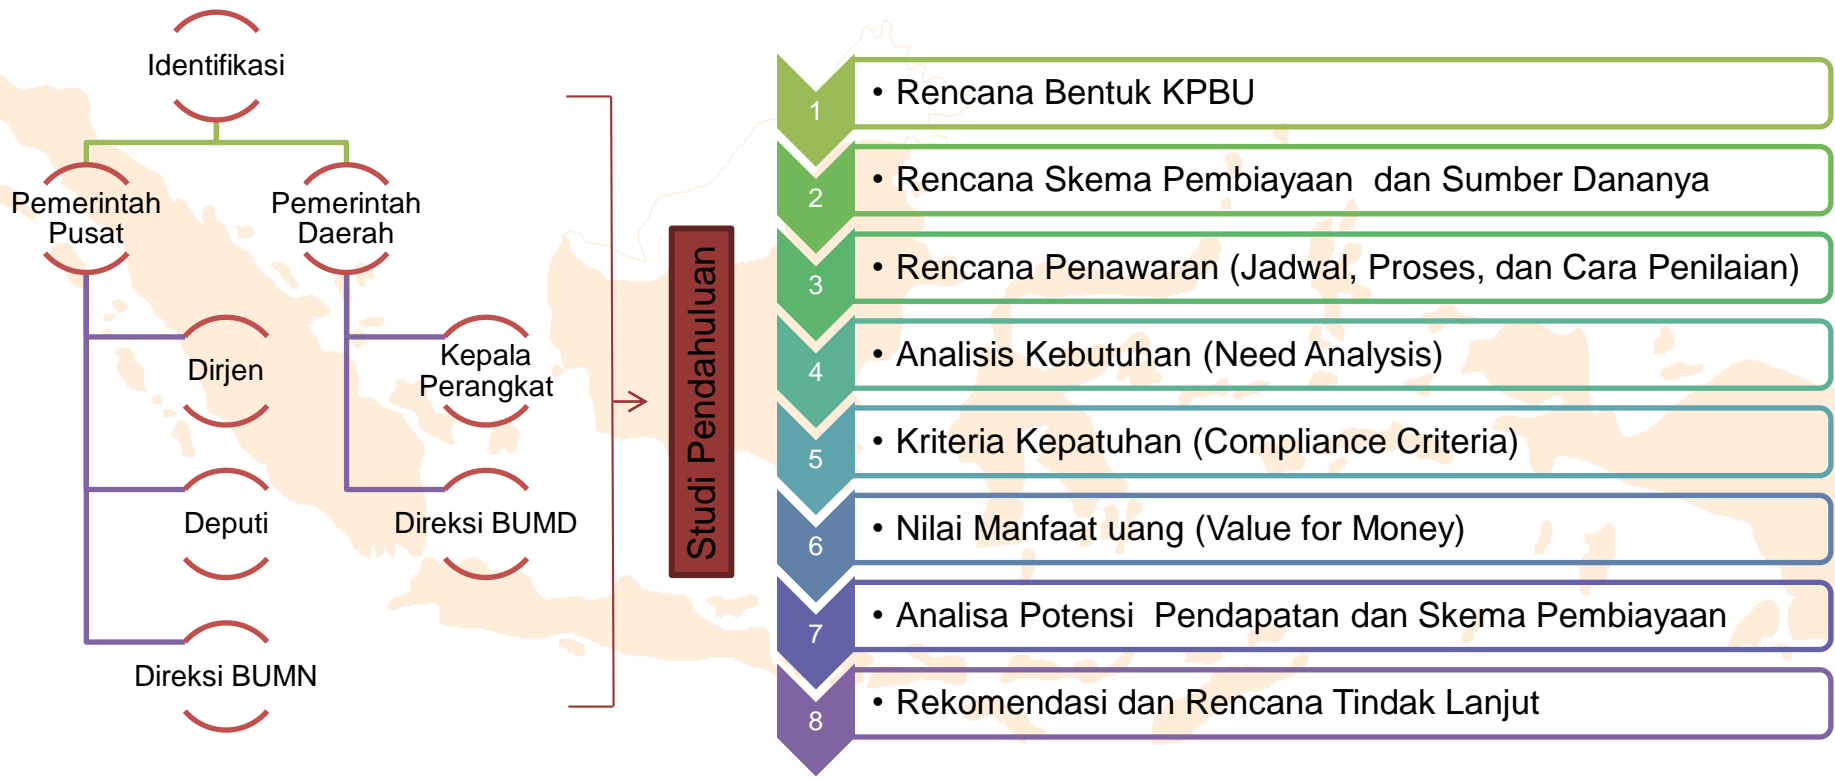 Identifikasi
Pemerintah
Pusat
Pemerintah
Daerah
Dirjen
Kepala
Perangkat
Deputi
Direksi BUMD
Direksi BUMN
Studi Pendahuluan
1
• Rencana Bentuk KPBU
2
• Rencana Skema Pembiayaan  dan Sumber Dananya
3
• Rencana Penawaran (Jadwal, Proses, dan Cara Penilaian)
4
• Analisis Kebutuhan (Need Analysis)
5
• Kriteria Kepatuhan (Compliance Criteria)
6
• Nilai Manfaat uang (Value for Money)
7
• Analisa Potensi  Pendapatan dan Skema Pembiayaan
8
• Rekomendasi dan Rencana Tindak Lanjut